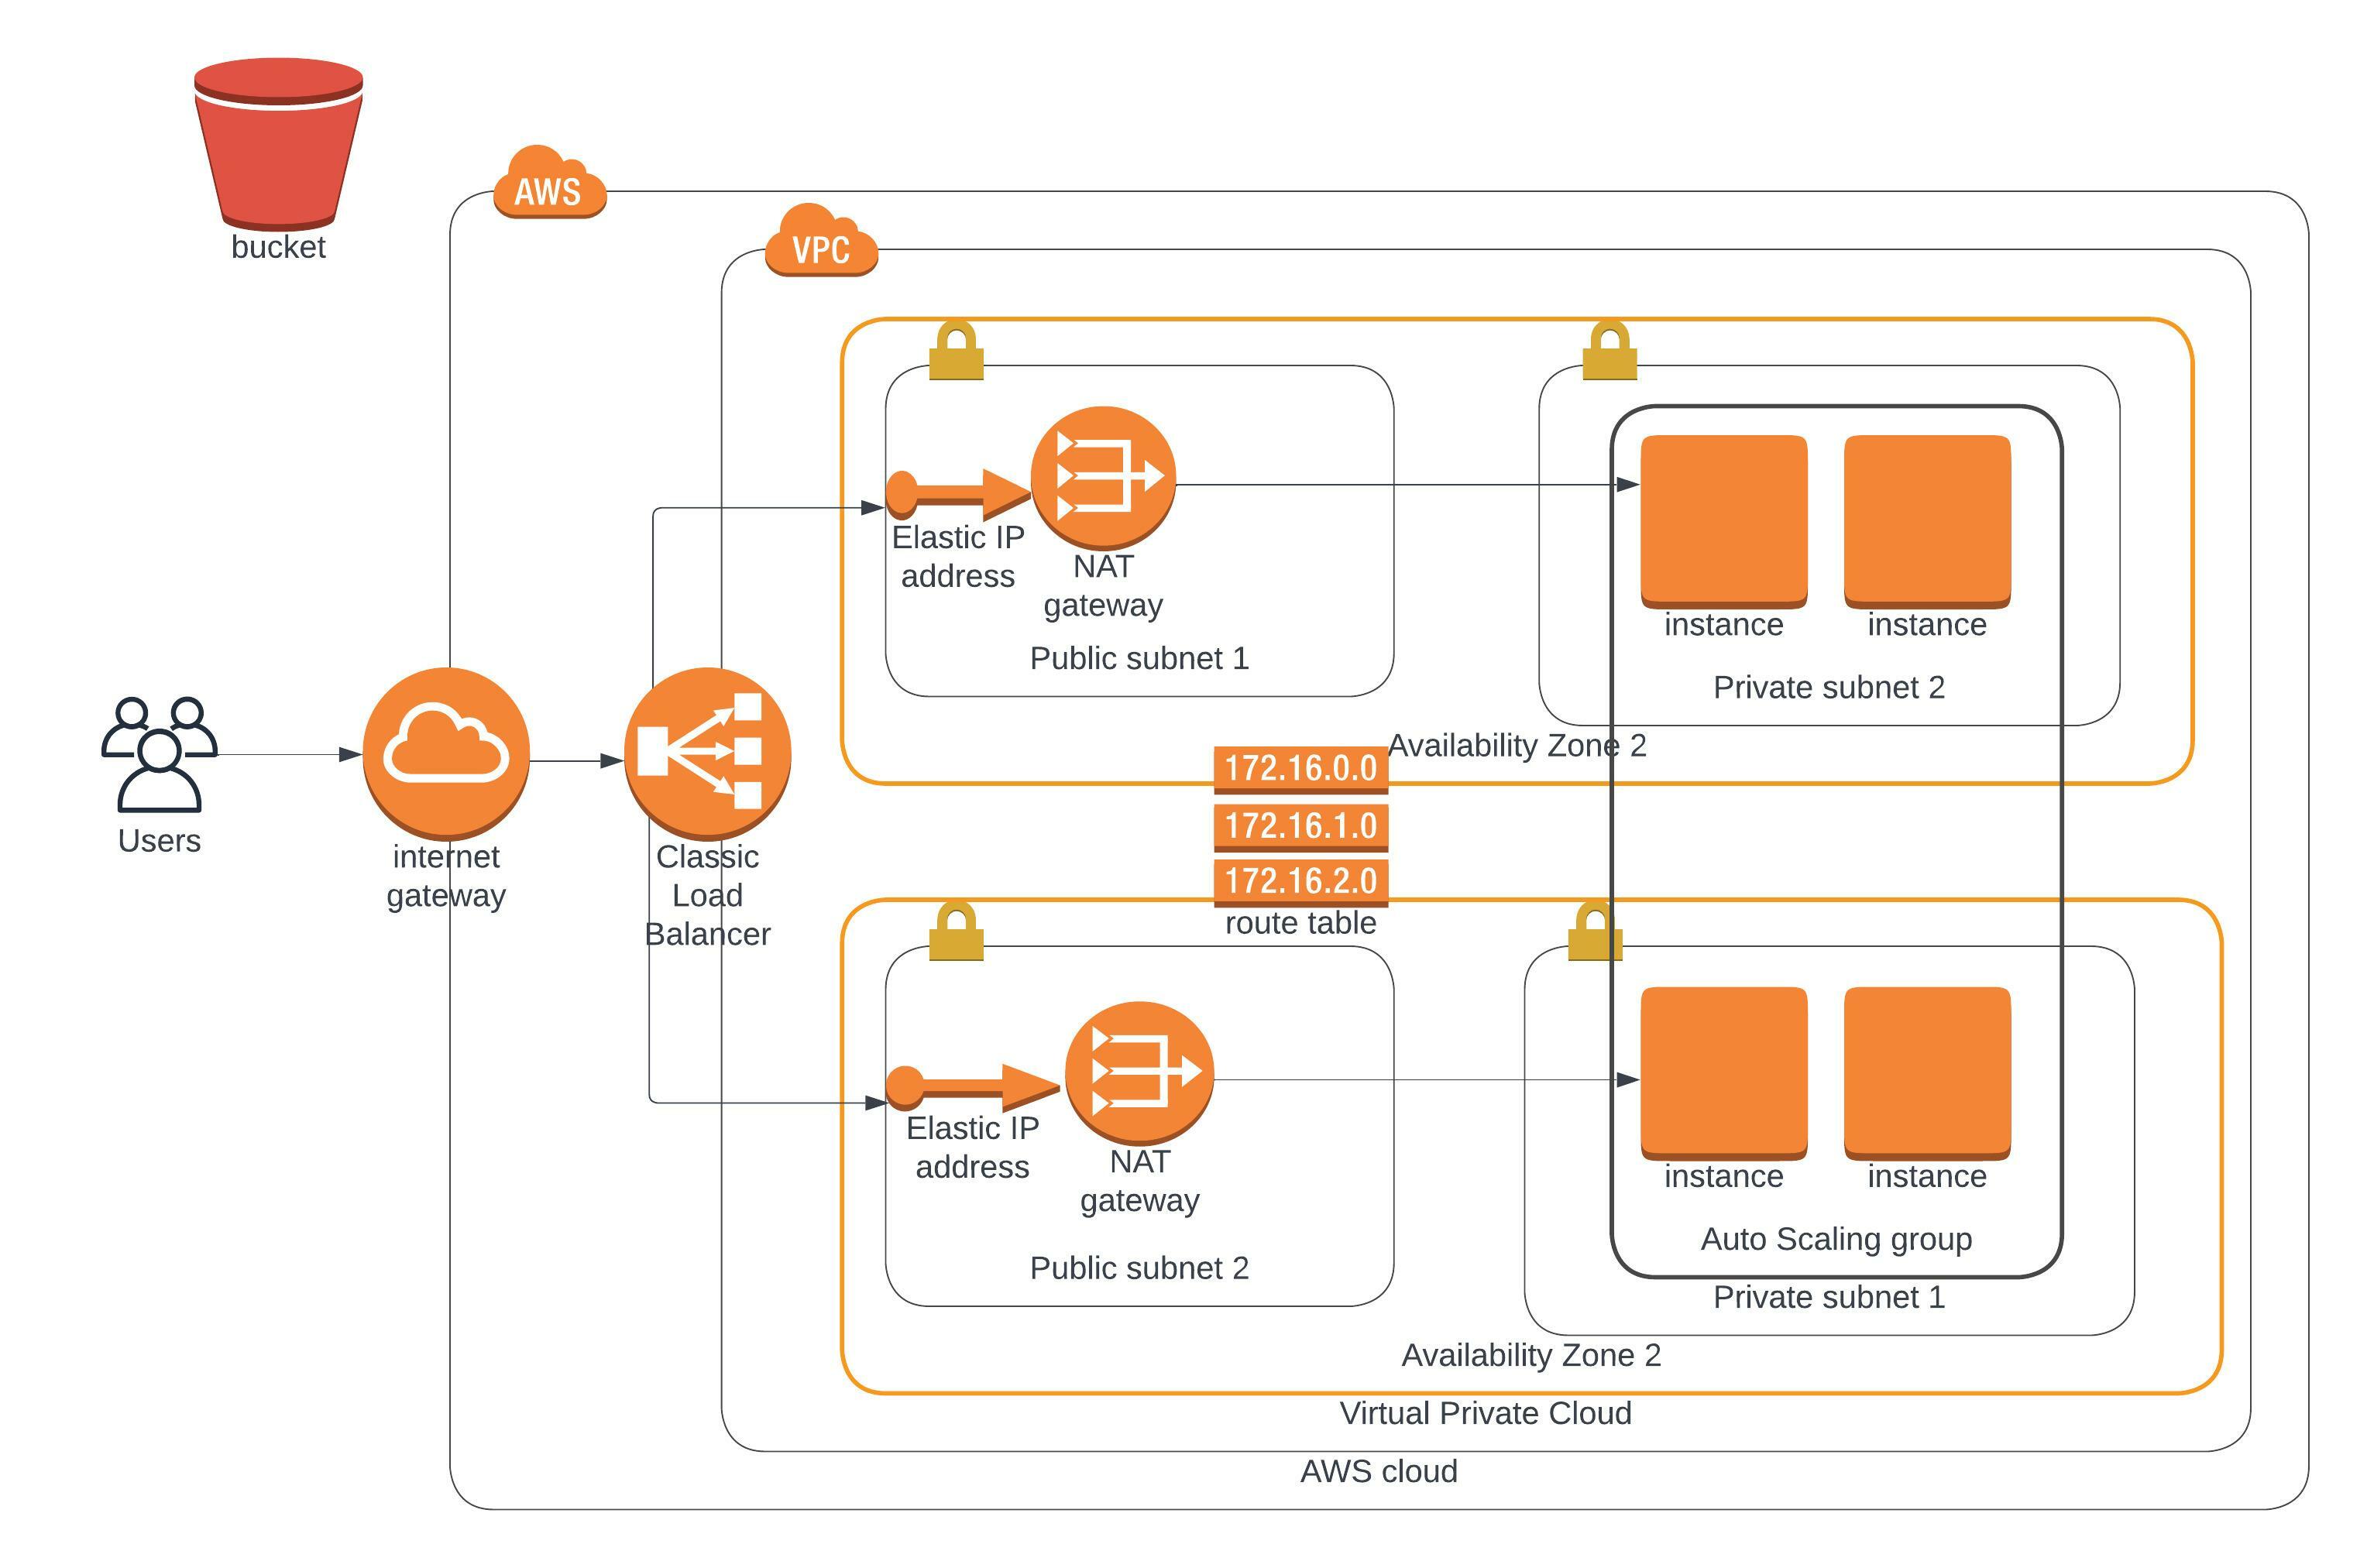 bucket
AWS
VPC
Elastic IP
address
NAT
gateway
Public subnet 1
instance
instance
Private subnet 2
Availability Zone 2
172.16.0.0
172.16.1.0
172.16.2.0
route table
Users
internet
gateway
Classic
Load
Balancer
Elastic IP
address
NAT
gateway
Public subnet 2
instance
instance
Auto Scaling group
Private subnet 1
Availability Zone 2
Virtual Private Cloud
AWS cloud